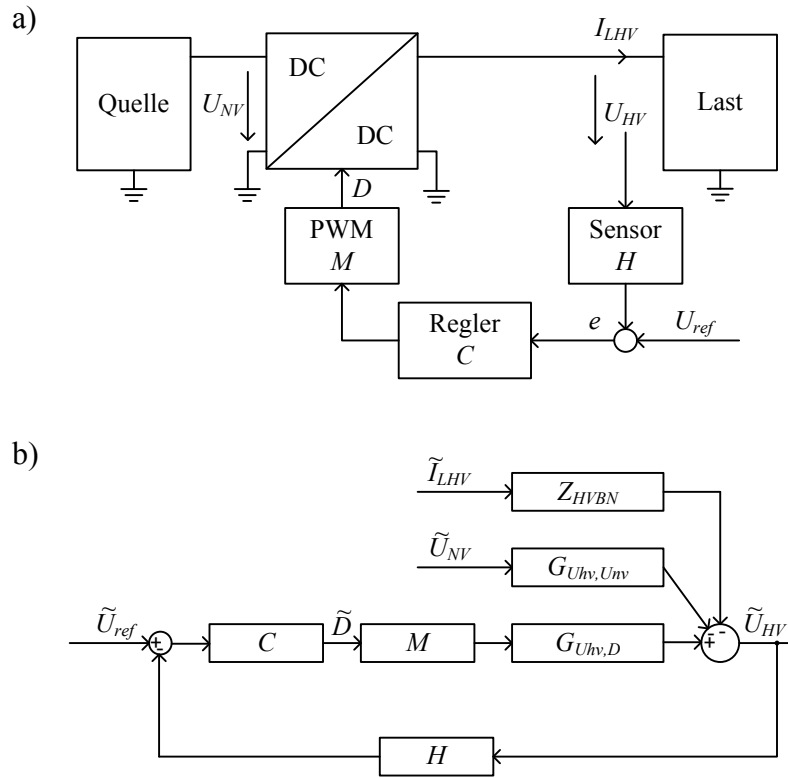 a)
I_LHV
Quelle
U_NV
DC
DC
U_HV
Last
D
PWM
M
Sensor
H
Regler
C
e
U_ref
b)
Ĩ_LHV
Z_HVBN
Ũ_NV
G_Uhv,Unv
Ũ_ref
+
-
C
D̃
M
G_Uhv,D
+
-
-
Ũ_HV
H